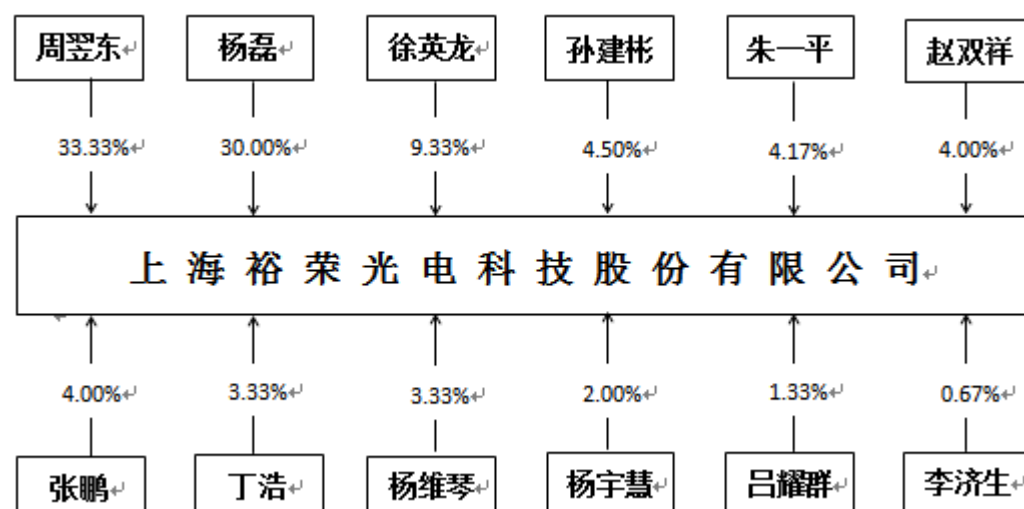 周翌东 杨磊 徐英龙 孙建彬 朱一平 赵双祥
33.33% 30.00% 9.33% 4.50% 4.17% 4.00%
上海裕荣光电科技股份有限公司
4.00% 3.33% 3.33% 2.00% 1.33% 0.67%
张鹏 丁浩 杨维琴 杨宇慧 吕耀群 李济生